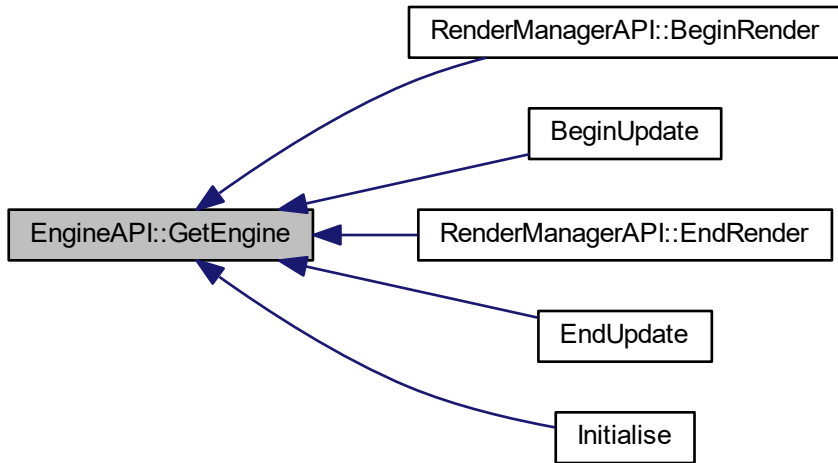 RenderManagerAPI::BeginRender
BeginUpdate
EngineAPI::GetEngine
RenderManagerAPI::EndRender
EndUpdate
Initialise